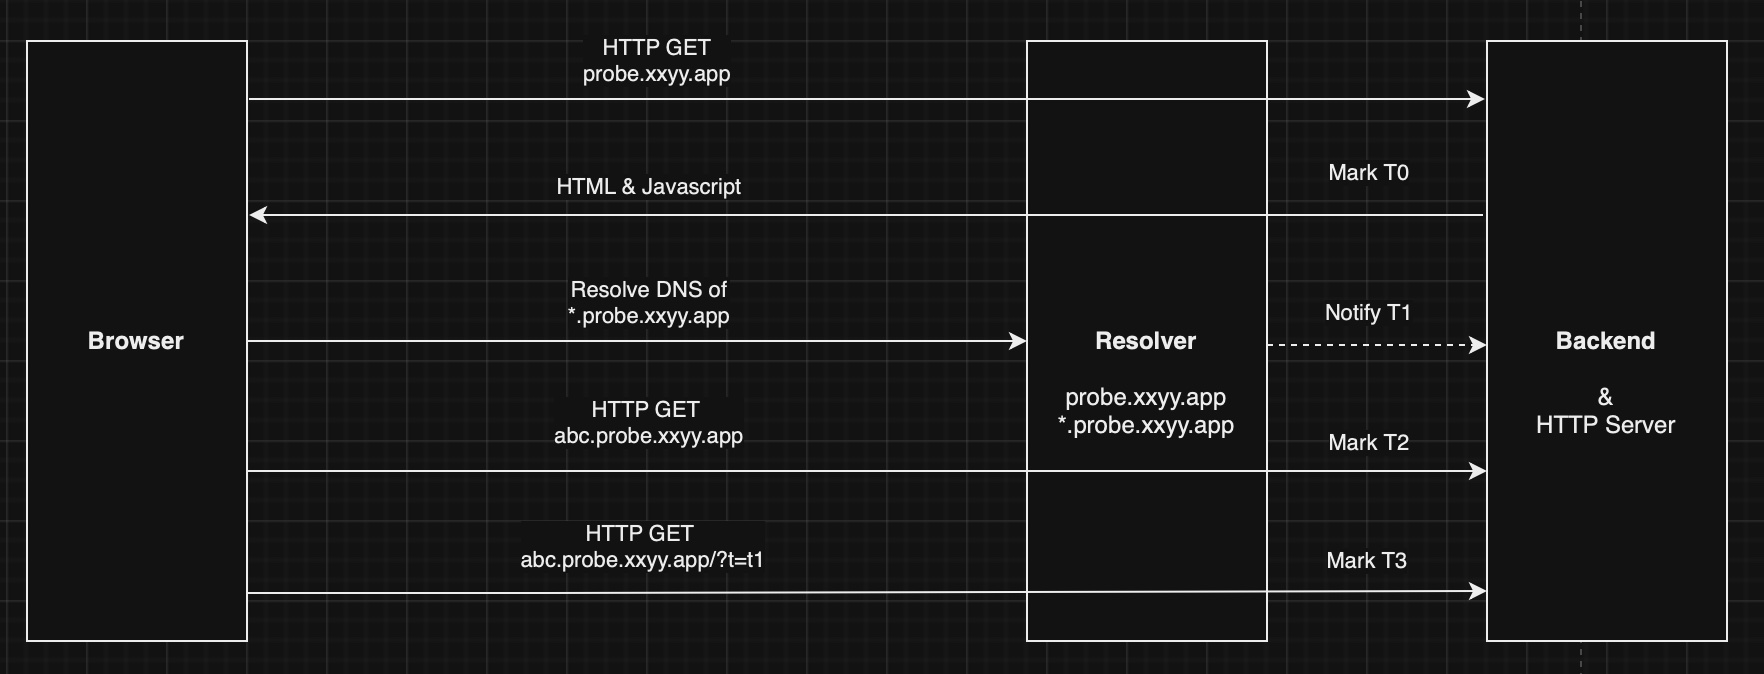 HTTP GET
probe.xxyy.app
Mark T0
HTML & Javascript
Resolve DNS of
*.probe.xxyy.app
Notify T1
Browser
Resolver
Backend
probe.xxyy.app
*.probe.xxyy.app
&
HTTP Server
HTTP GET
abc.probe.xxyy.app
Mark T2
HTTP GET
abc.probe.xxyy.app/?t=t1
Mark T3